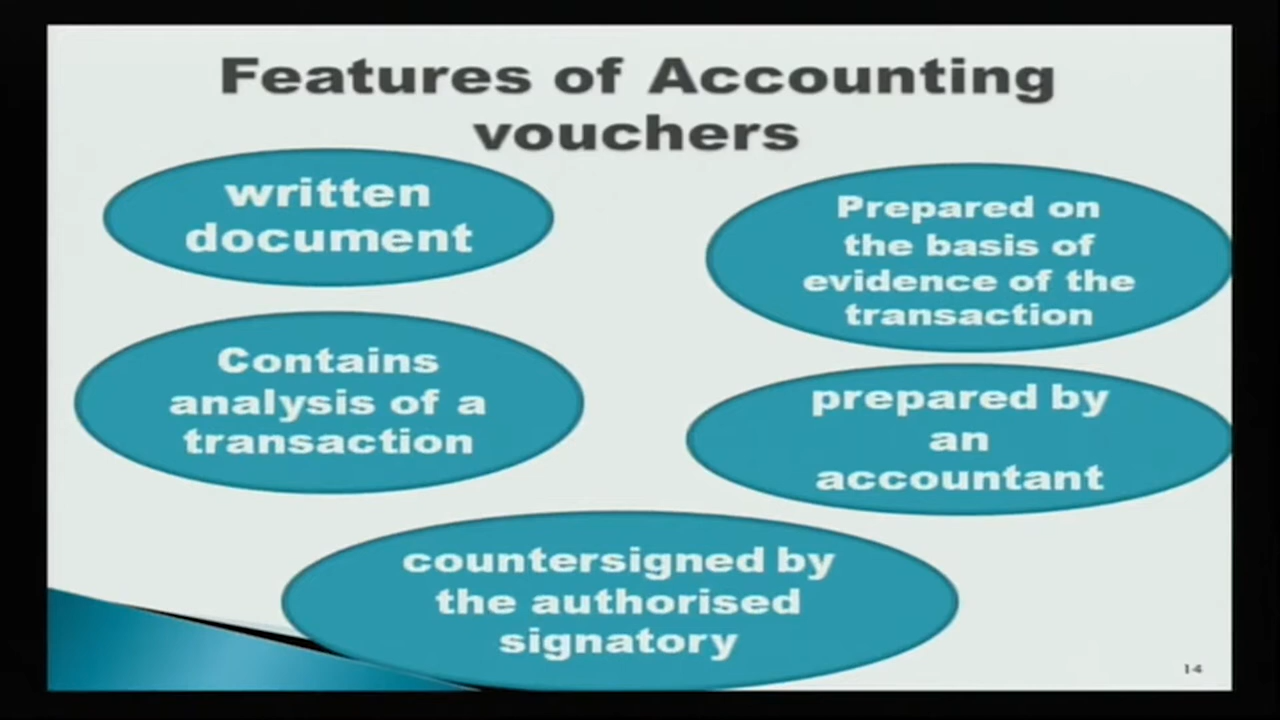 Features of Accounting
vouchers
written
document
Prepared on
the basis of
evidence of the
transaction
Contains
analysis of a
transaction
prepared by
an
accountant
countersigned by
the authorised
signatory
14